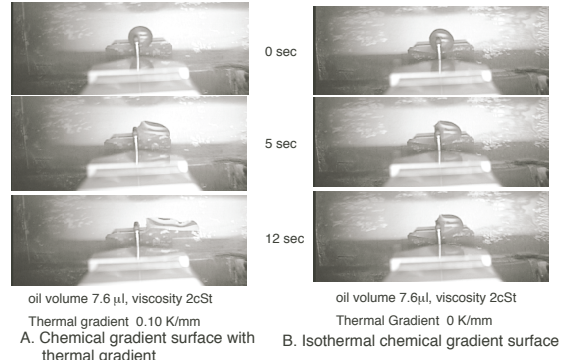 0 sec
5 sec
12 sec
oil volume 7.6 μl, viscosity 2cSt
Thermal gradient 0.10 K/mm
A. Chemical gradient surface with
thermal gradient
oil volume 7.6μl, viscosity 2cSt
Thermal Gradient 0 K/mm
B. Isothermal chemical gradient surface